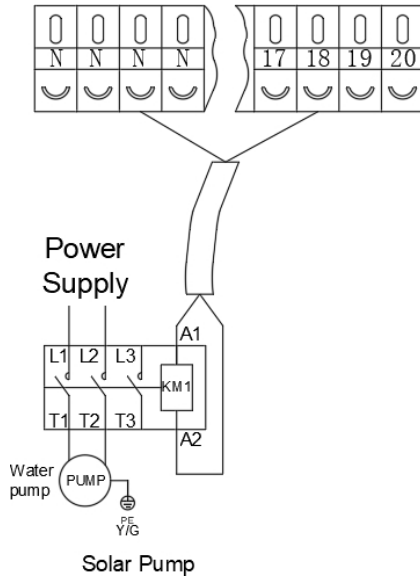 N N N N 17 18 19 20
Power
Supply
A1
L1 L2 L3
KM1
T1 T2 T3
A2
Water
pump
PUMP
PE
Y/G
Solar Pump